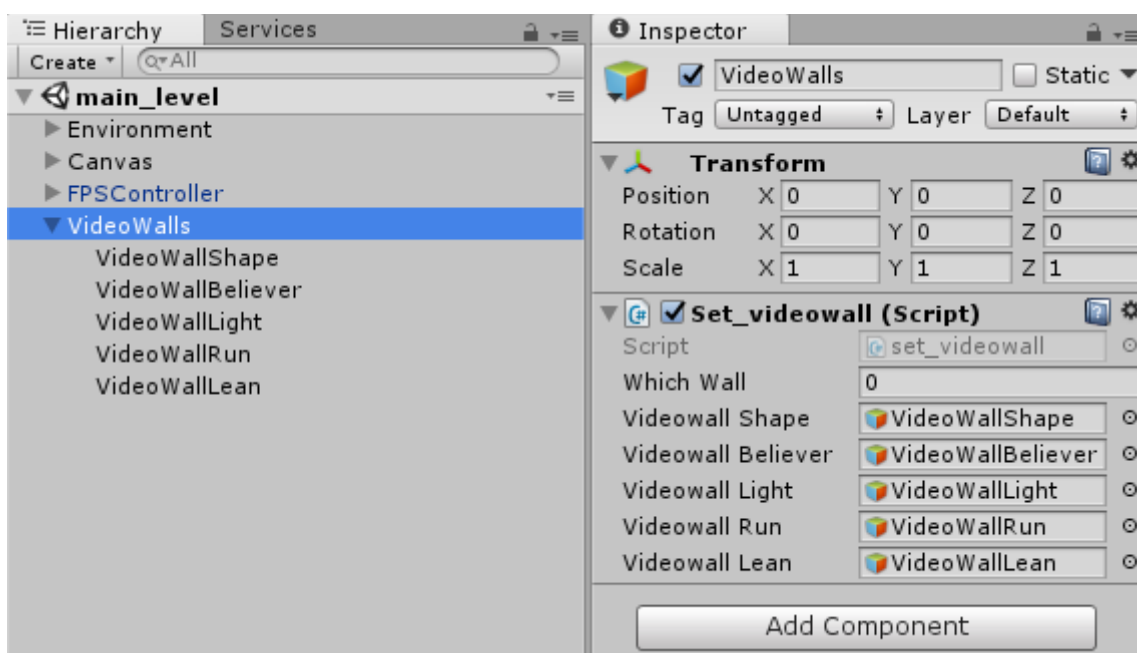 Hierarchy Services
Create All
main_level
Environment
Canvas
FPSController
VideoWalls
VideoWallShape
VideoWallBeliever
VideoWallLight
VideoWallRun
VideoWallLean
Inspector
VideoWalls Static
Tag Untagged Layer Default
Transform
Position X 0 Y 0 Z 0
Rotation X 0 Y 0 Z 0
Scale X 1 Y 1 Z 1
Set_videowall (Script)
Script set_videowall
Which Wall 0
Videowall Shape VideoWallShape
Videowall Believer VideoWallBeliever
Videowall Light VideoWallLight
Videowall Run VideoWallRun
Videowall Lean VideoWallLean
Add Component